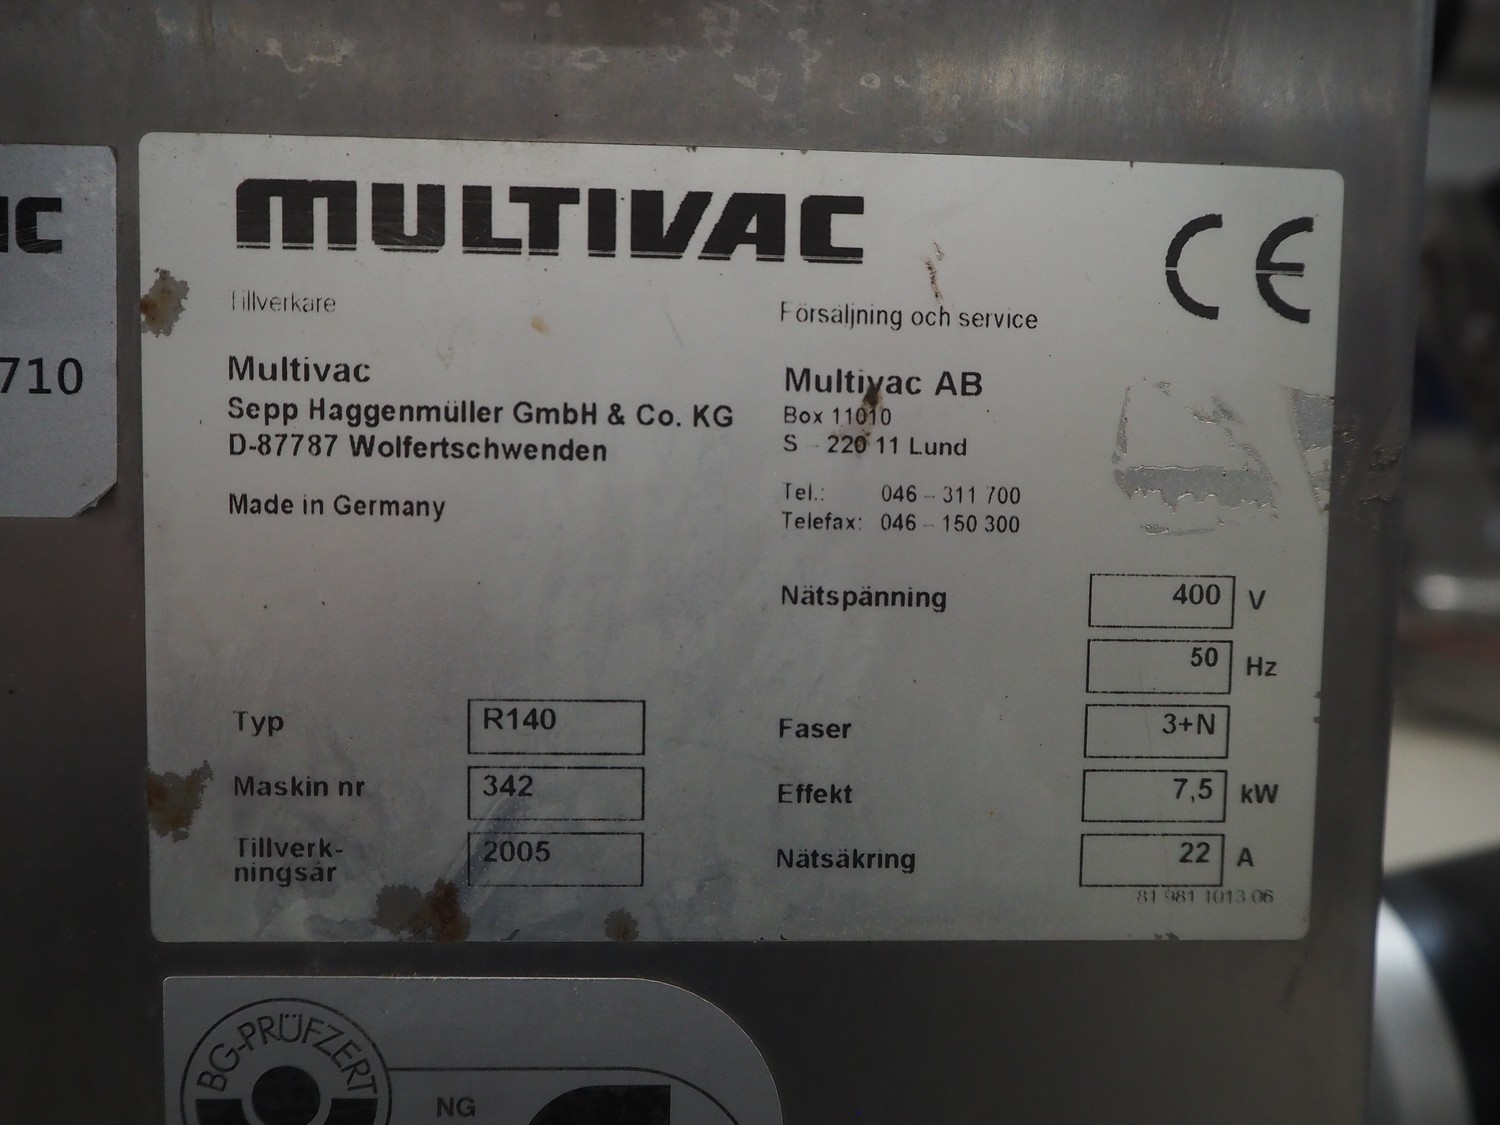 IC
710
MULTIVAC
CE
Tillverkare
Multivac
Sepp Haggenmüller GmbH & Co. KG
D-87787 Wolfertschwenden
Made in Germany
Försäljning och service
Multivac AB
Box 11010
S - 220 11 Lund
Tel.: 046 - 311 700
Telefax: 046 - 150 300
Typ R140
Maskin nr 342
Tillverk-
ningsår 2005
Nätspänning 400 V
50 Hz
Faser 3+N
Effekt 7,5 kW
Nätsäkring 22 A
81 981 1013 06
BG-PRÜFZERT
NG